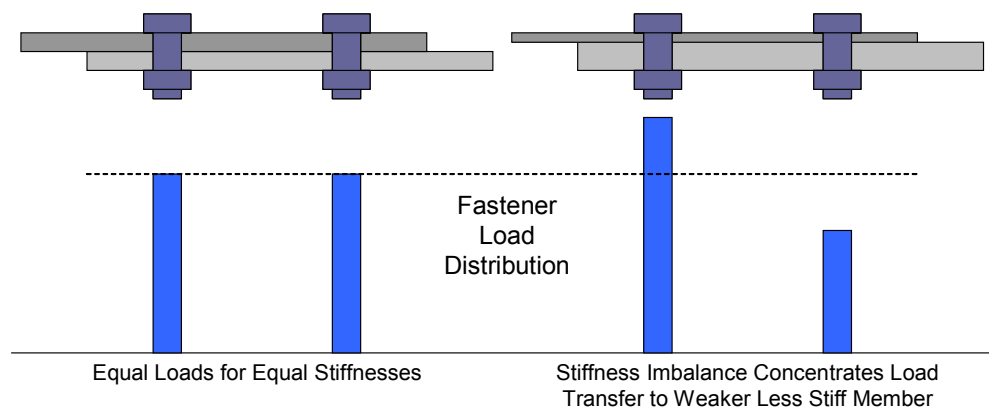 Fastener
Load
Distribution
Equal Loads for Equal Stiffnesses
Stiffness Imbalance Concentrates Load
Transfer to Weaker Less Stiff Member